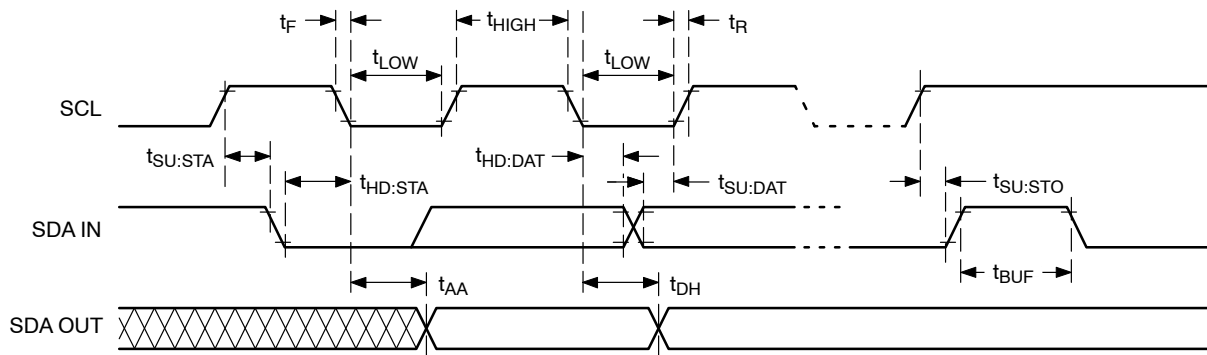 tF
tHIGH
tR
tLOW
tLOW
SCL
tSU:STA
tHD:STA
tHD:DAT
tSU:DAT
tSU:STO
SDA IN
tAA
tDH
tBUF
SDA OUT